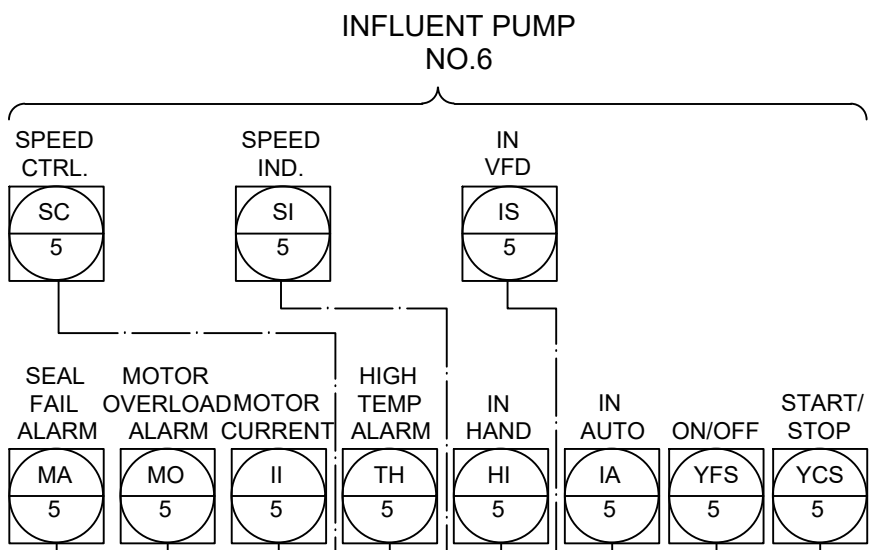 INFLUENT PUMP
NO.6
SPEED
CTRL.
SC
5
SPEED
IND.
SI
5
IN
VFD
IS
5
SEAL
FAIL
ALARM
MA
5
MOTOR
OVERLOAD
ALARM
MO
5
MOTOR
CURRENT
II
5
HIGH
TEMP
ALARM
TH
5
IN
HAND
HI
5
IN
AUTO
IA
5
ON/OFF
YFS
5
START/
STOP
YCS
5